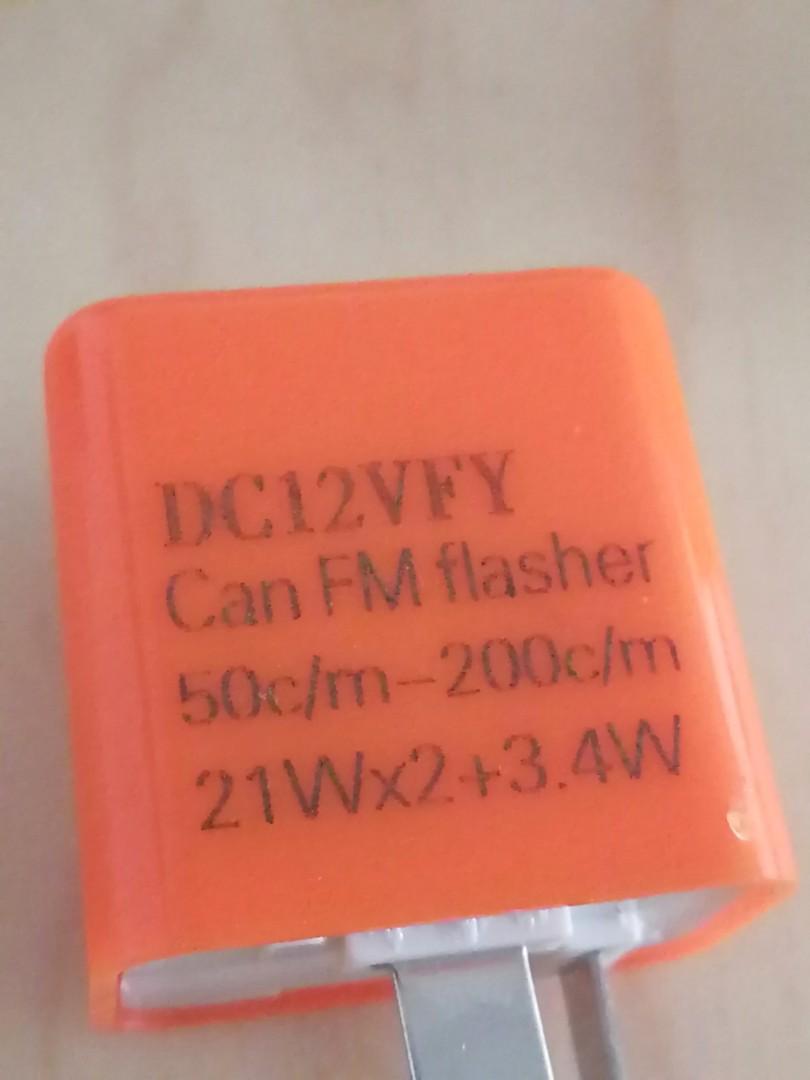 DC12VFY
Can FM flasher
50c/m-200c/m
21Wx2+3.4W